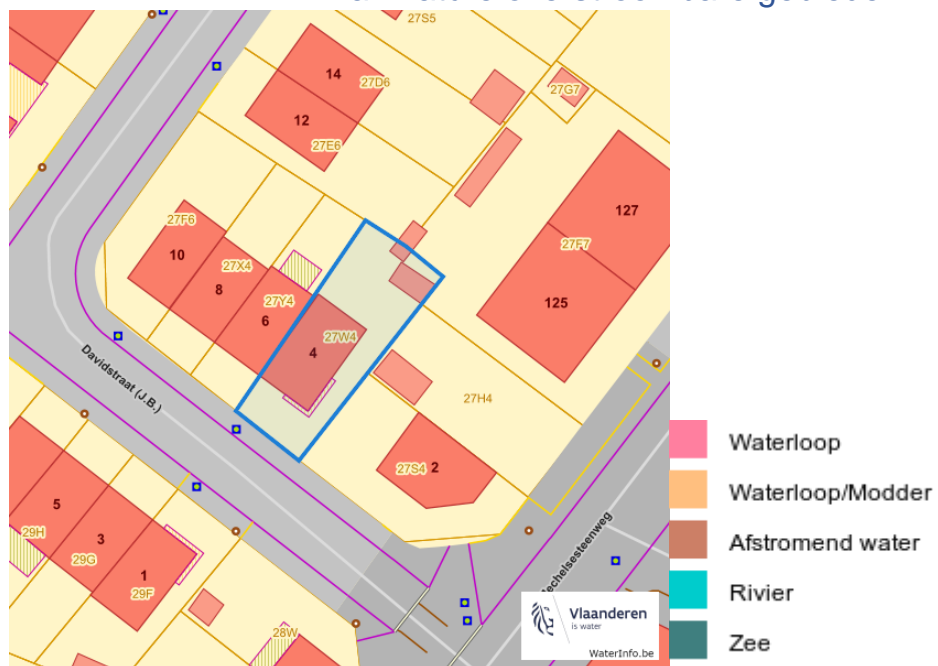 27S5
14
27D6
27G7
12
27E6
127
27F6
27F7
10
27X4
8
125
27Y4
6
27W4
4
Davidstraat (J.B.)
27H4
Waterloop
27S4
2
Waterloop/Modder
5
3
29H
Afstromend water
29G
1
29F
Rivier
Vlaanderen
is water
28W
Zee
WaterInfo.be